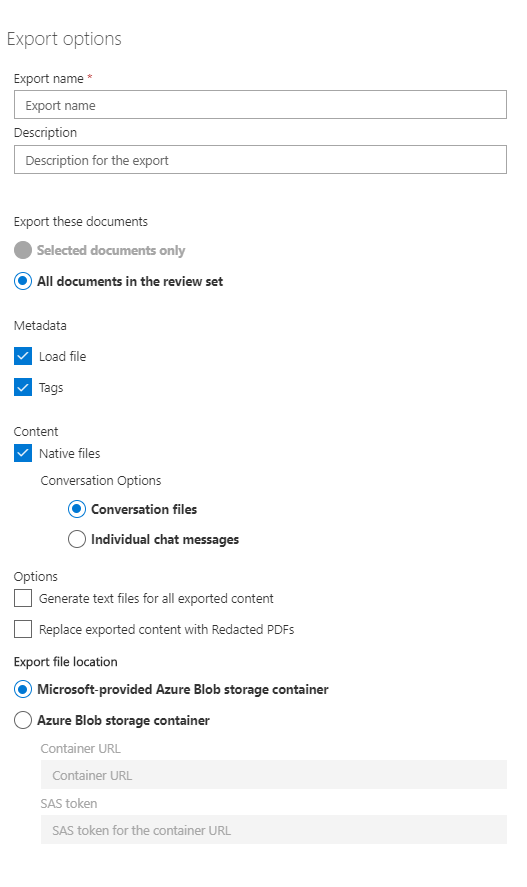 Export options
Export name *
Export name
Description
Description for the export
Export these documents
Selected documents only
All documents in the review set
Metadata
Load file
Tags
Content
Native files
Conversation Options
Conversation files
Individual chat messages
Options
Generate text files for all exported content
Replace exported content with Redacted PDFs
Export file location
Microsoft-provided Azure Blob storage container
Azure Blob storage container
Container URL
Container URL
SAS token
SAS token for the container URL